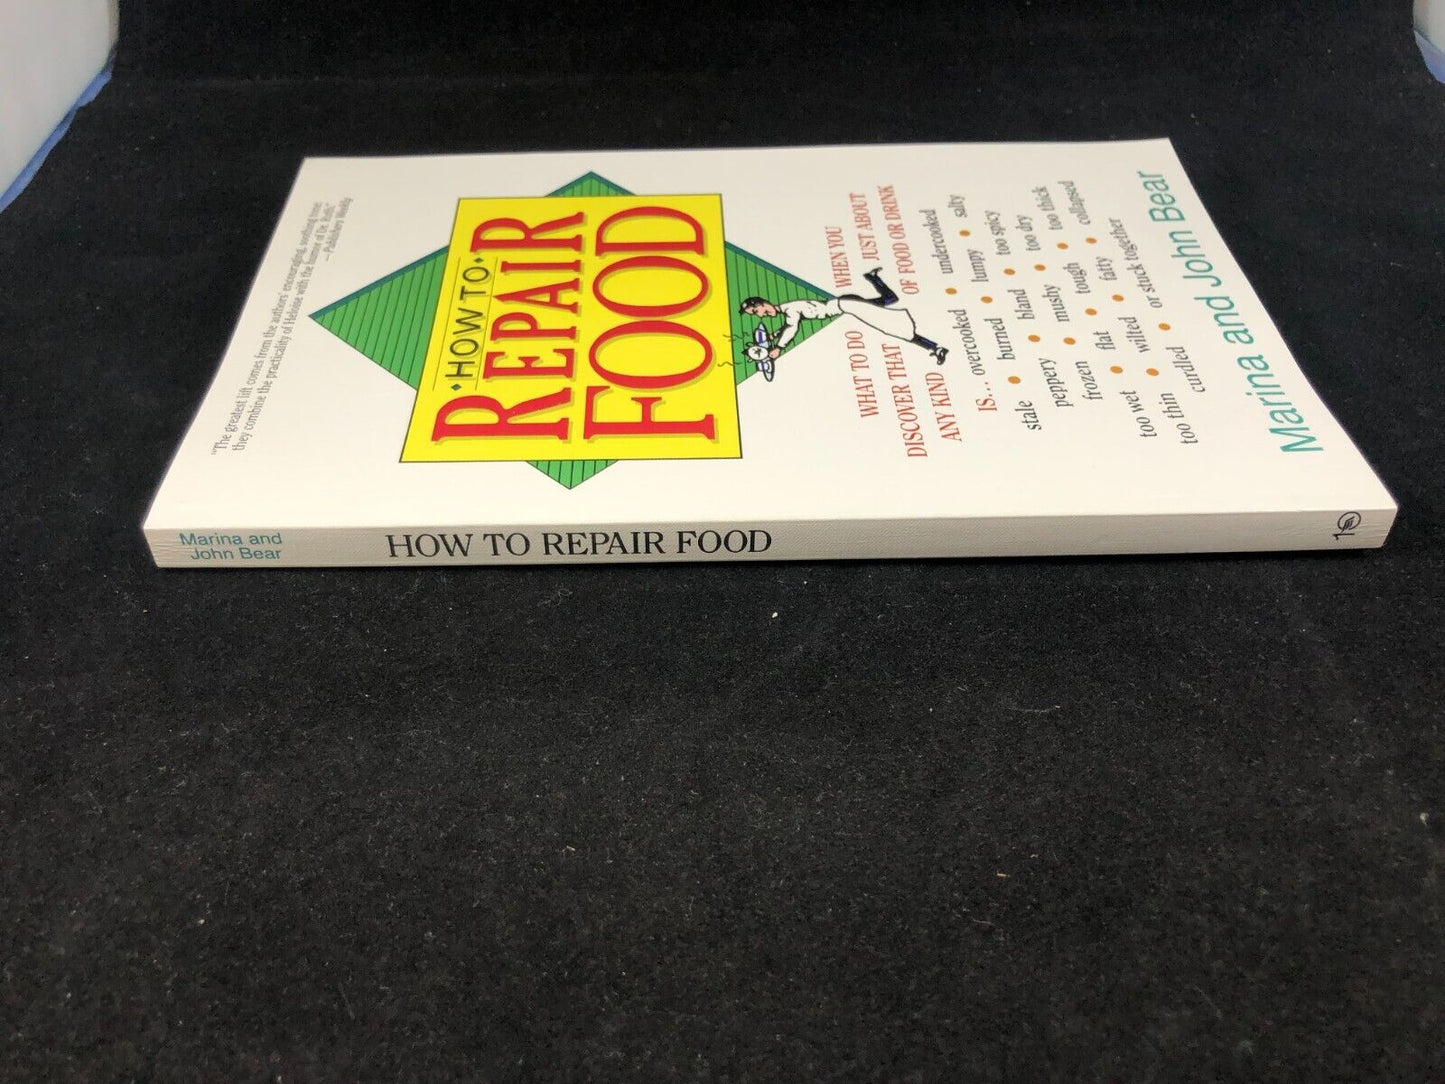 "The greatest lift comes from the authors' encouraging, soothing tone:
they combine the practicality of Heloise with the humor of Dr. Ruth."
—Publishers Weekly
HOW TO
REPAIR
FOOD
WHAT TO DO WHEN YOU
DISCOVER THAT JUST ABOUT
ANY KIND OF FOOD OR DRINK
IS... overcooked • undercooked
stale • burned • lumpy • salty
peppery • bland • too spicy
frozen • mushy • too dry
too wet • flat • tough • too thick
too thin • wilted • fatty • collapsed
curdled • or stuck together
Marina and John Bear
Marina and
John Bear
HOW TO REPAIR FOOD
1